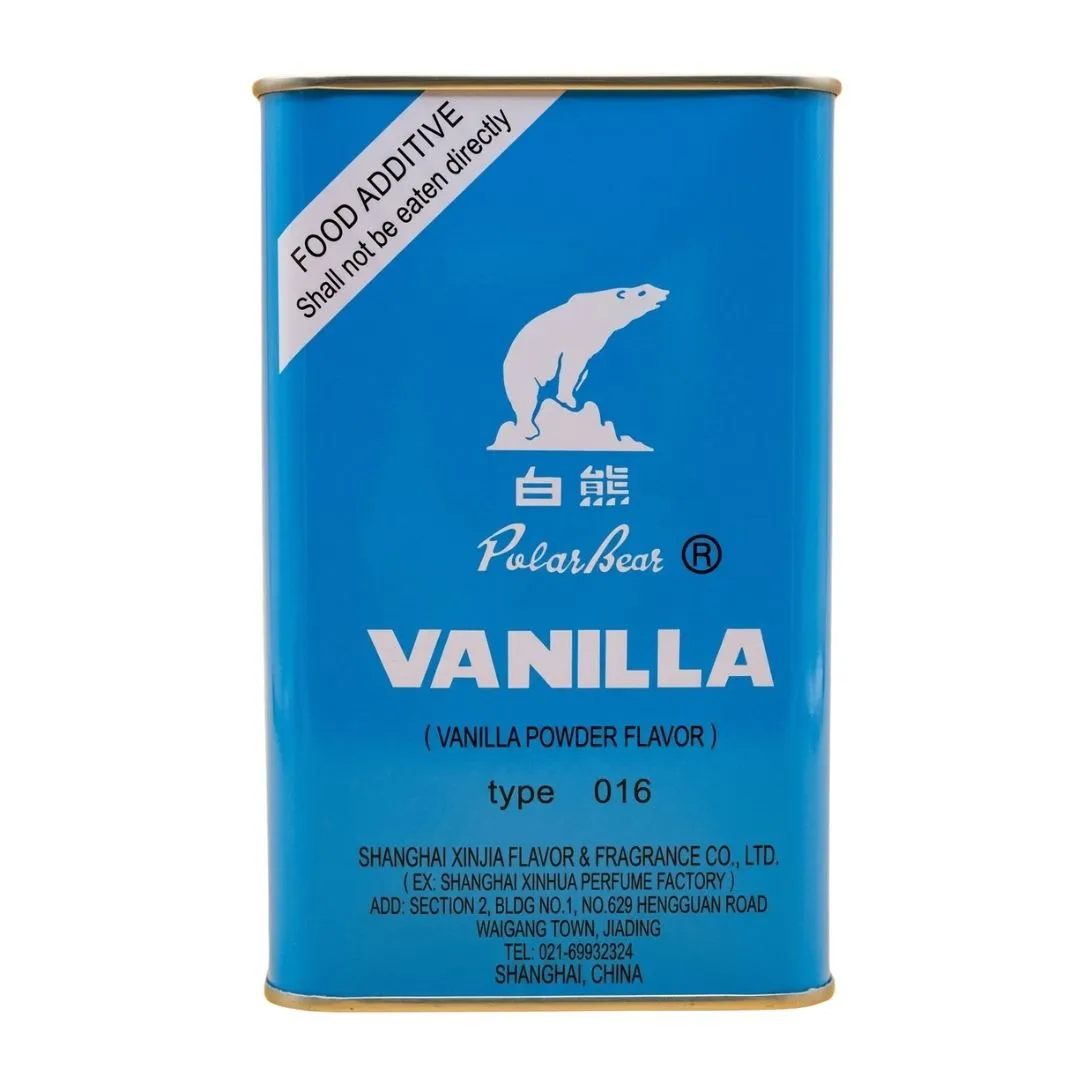 FOOD ADDITIVE
Shall not be eaten directly
白熊
PolarBear ®
VANILLA
( VANILLA POWDER FLAVOR )
type 016
SHANGHAI XINJIA FLAVOR & FRAGRANCE CO., LTD.
( EX: SHANGHAI XINHUA PERFUME FACTORY )
ADD: SECTION 2, BLDG NO.1, NO.629 HENGGUAN ROAD
WAIGANG TOWN, JIADING
TEL: 021-69932324
SHANGHAI, CHINA